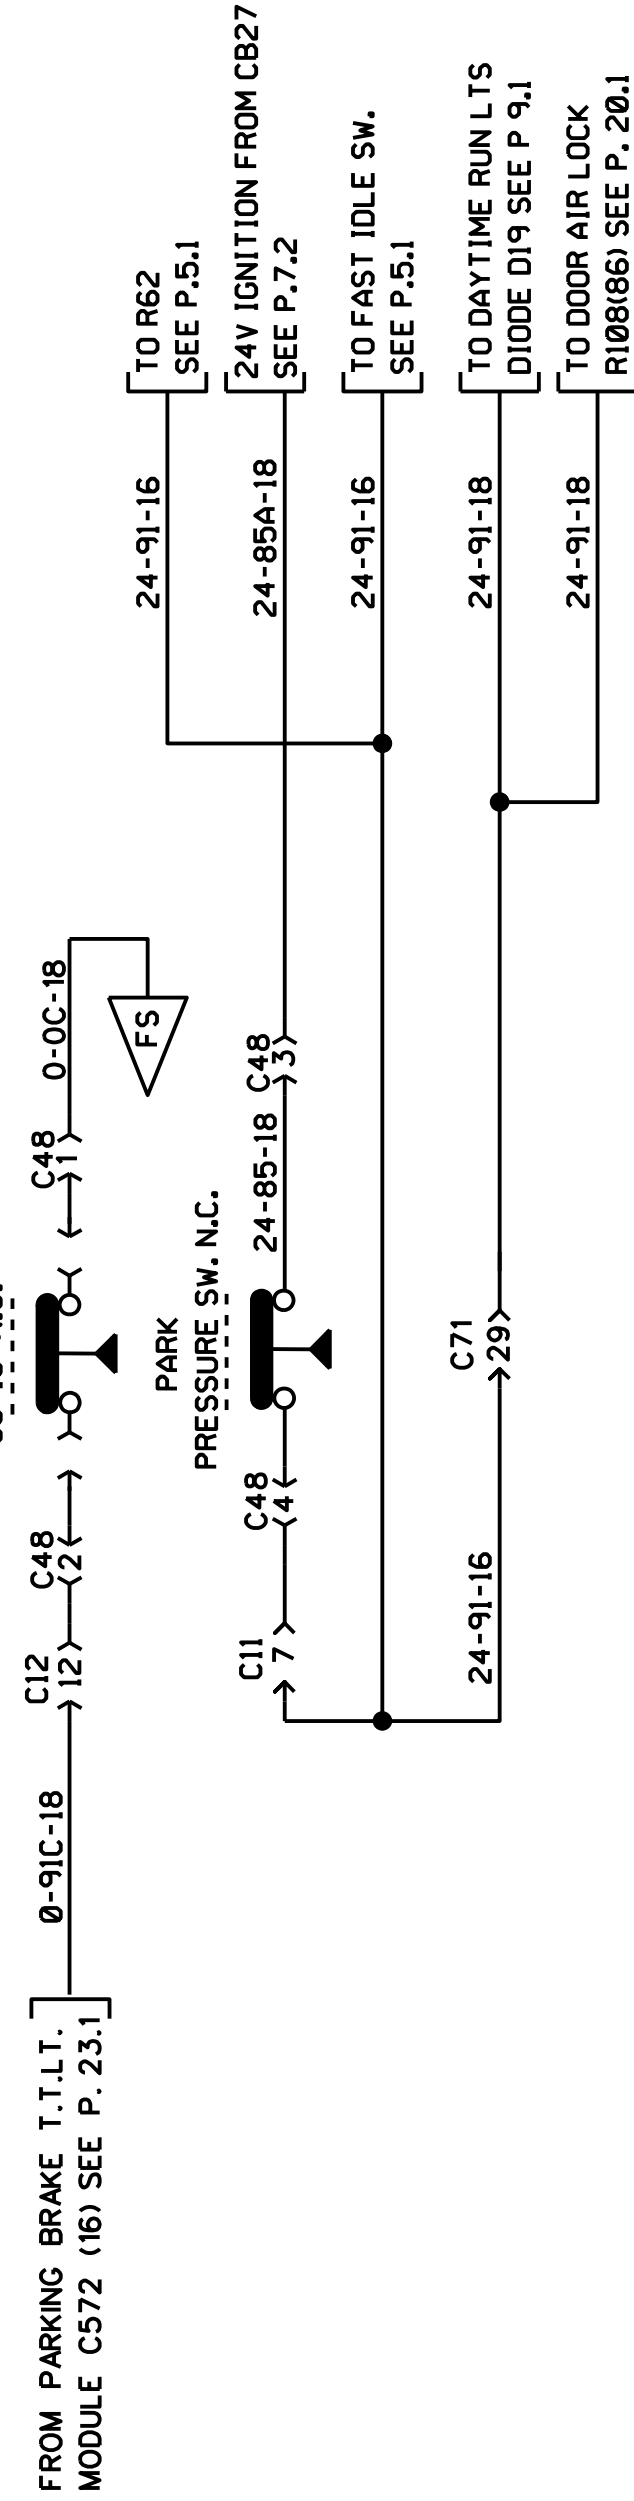 TO R62
SEE P.5.1
24V IGNITION FROM CB27
SEE P.7.2
TO FAST IDLE SW.
SEE P.5.1
TO DAYTIME RUN LTS
DIODE D19 SEE P 9.1
TO DOOR AIR LOCK
R108(86) SEE P. 20.1
24-91-16
24-85A-18
24-91-16
24-91-18
24-91-18
0-0C-18
FS
C48
1
C48
3
24-85-18
PARK
PRESSURE SW. N.C.
C71
29
C48
2
C48
4
C12
12
C11
7
24-91-16
0-91C-18
FROM PARKING BRAKE T.T.LT.
MODULE C572 (16) SEE P. 23.1